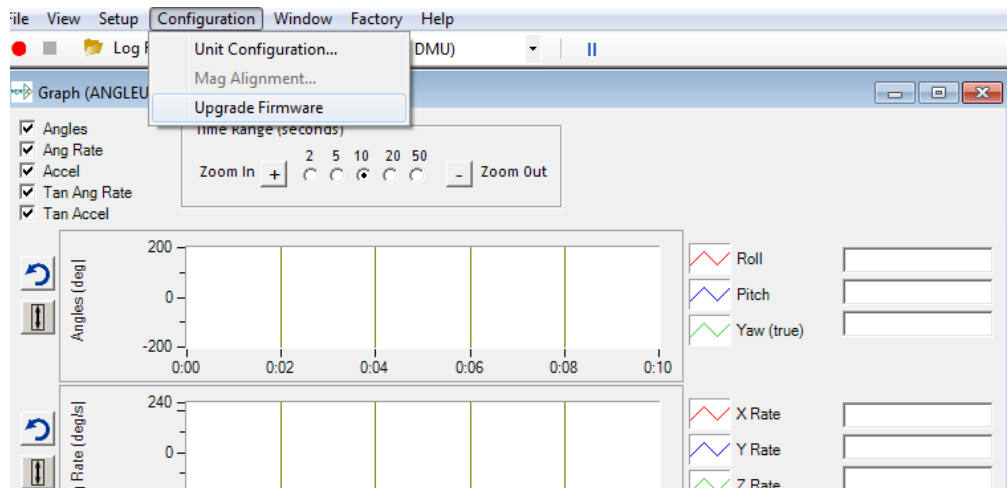 File View Setup Configuration Window Factory Help
Log F Unit Configuration... DMU)
Mag Alignment...
Graph (ANGLEU Upgrade Firmware
Angles Time Range (seconds)
Ang Rate 2 5 10 20 50
Accel Zoom In + - Zoom Out
Tan Ang Rate
Tan Accel
200
Angles (deg)
0
-200
0:00 0:02 0:04 0:06 0:08 0:10
Roll
Pitch
Yaw (true)
240
Rate (deg/s)
0
X Rate
Y Rate
Z Rate